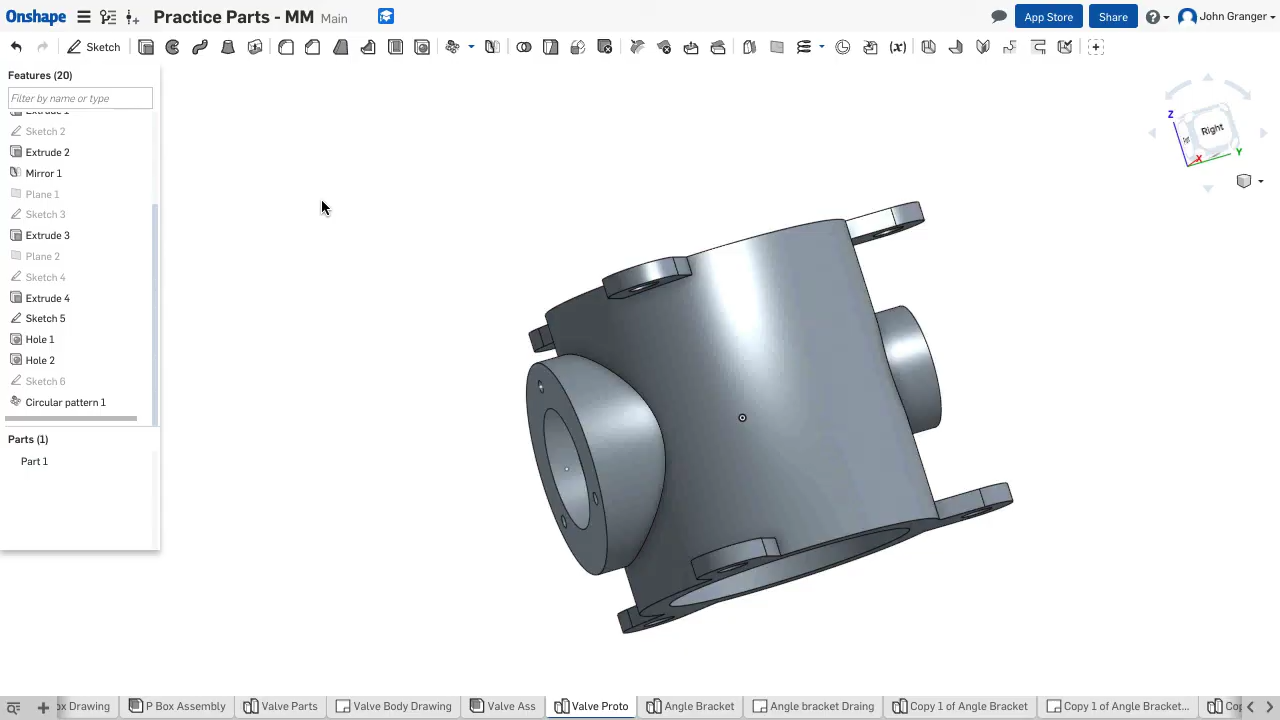 Onshape
Practice Parts - MM
Main
App Store
Share
John Granger
Sketch
(x)
Features (20)
Filter by name or type
Extrude 1
Sketch 2
Extrude 2
Mirror 1
Plane 1
Sketch 3
Extrude 3
Plane 2
Sketch 4
Extrude 4
Sketch 5
Hole 1
Hole 2
Sketch 6
Circular pattern 1
Parts (1)
Part 1
Z
Right
X
Y
ox Drawing
P Box Assembly
Valve Parts
Valve Body Drawing
Valve Ass
Valve Proto
Angle Bracket
Angle bracket Draing
Copy 1 of Angle Bracket
Copy 1 of Angle Bracket...